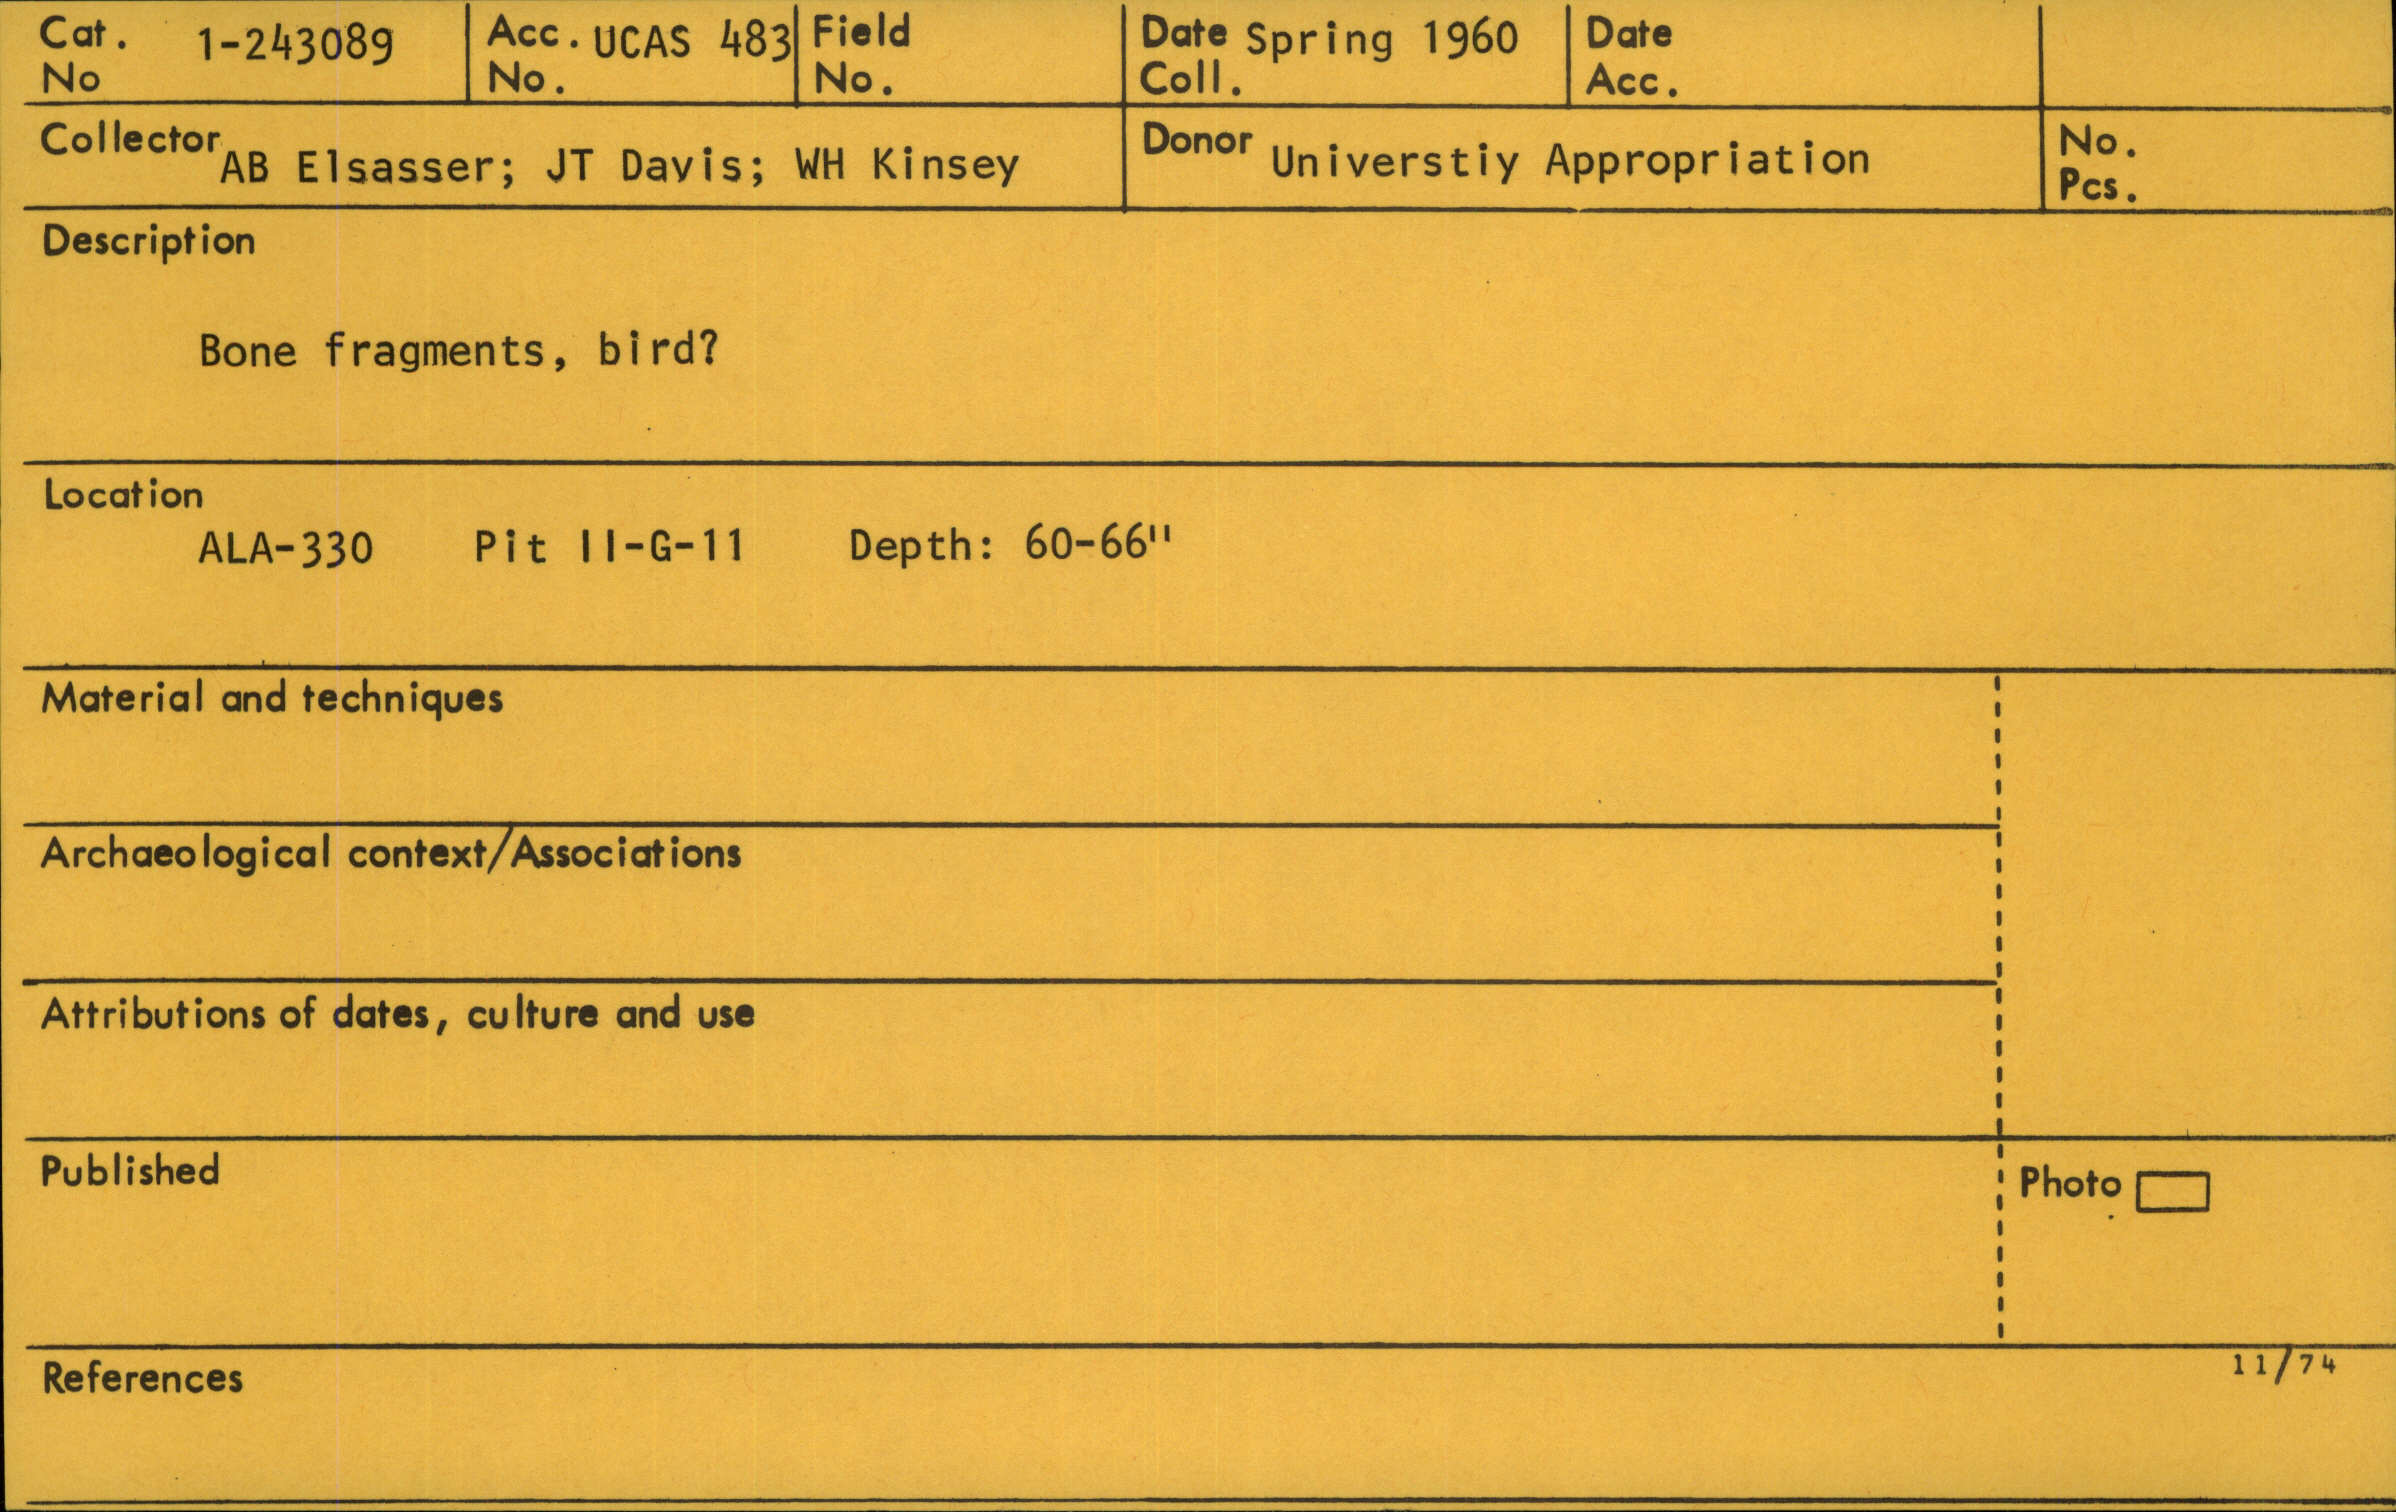 Cat. No 1-243089 Acc. No. UCAS 483 Field No. Date Coll. Spring 1960 Date Acc.
Collector AB Elsasser; JT Davis; WH Kinsey Donor Universtiy Appropriation No. Pcs.
Description
Bone fragments, bird?
Location
ALA-330 Pit II-G-11 Depth: 60-66"
Material and techniques
Archaeological context/Associations
Attributions of dates, culture and use
Published
Photo
References
11/74